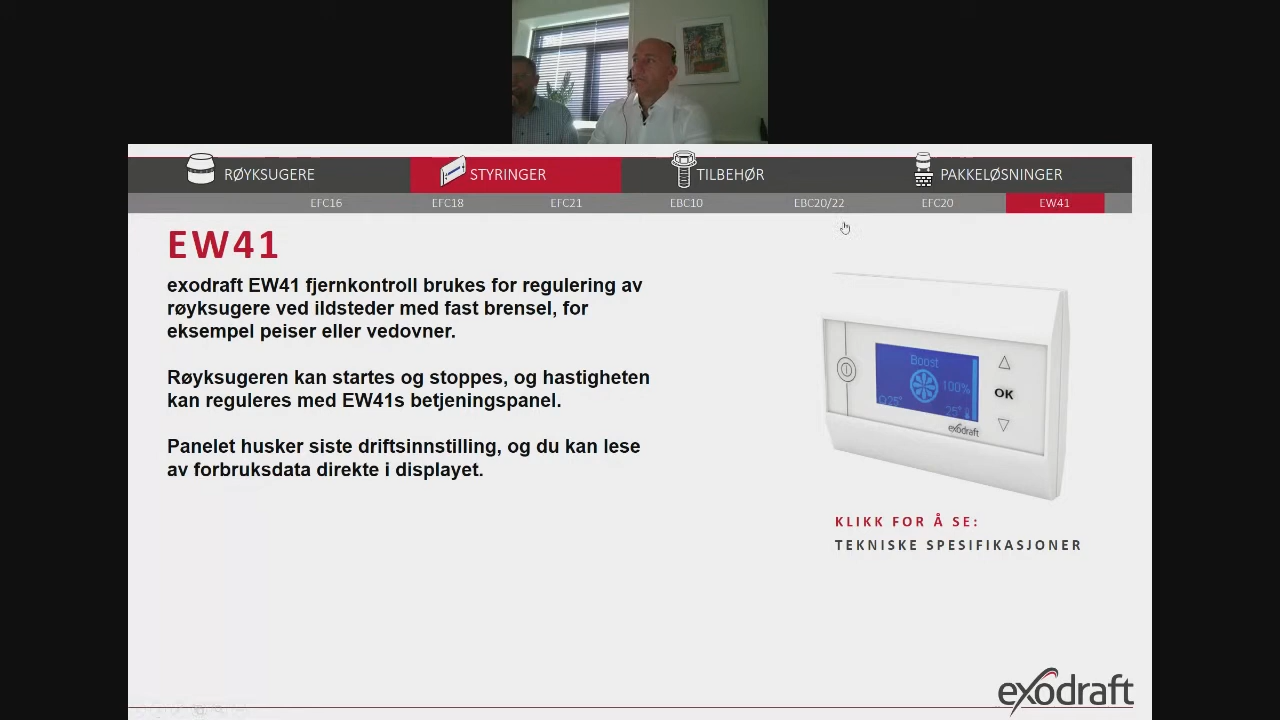 RØYKSUGERE
STYRINGER
TILBEHØR
PAKKELØSNINGER
EFC16
EFC18
EFC21
EBC10
EBC20/22
EFC20
EW41
EW41
exodraft EW41 fjernkontroll brukes for regulering av
røyksugere ved ildsteder med fast brensel, for
eksempel peiser eller vedovner.
Røyksugeren kan startes og stoppes, og hastigheten
kan reguleres med EW41s betjeningspanel.
Panelet husker siste driftsinnstilling, og du kan lese
av forbruksdata direkte i displayet.
Boost
100%
25°
OK
exodraft
KLIKK FOR Å SE:
TEKNISKE SPESIFIKASJONER
exodraft